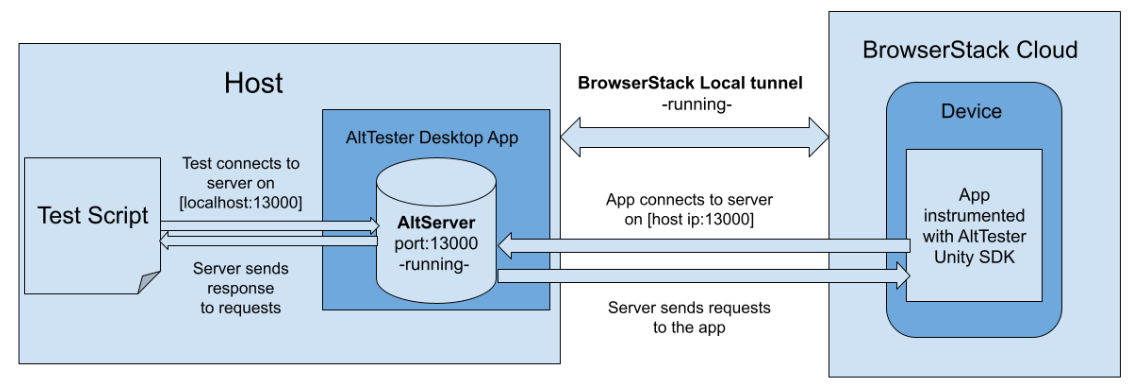 Host
Test Script
Test connects to
server on
[localhost:13000]
Server sends
response
to requests
AltTester Desktop App
AltServer
port:13000
-running-
BrowserStack Local tunnel
-running-
App connects to server
on [host ip:13000]
Server sends requests
to the app
BrowserStack Cloud
Device
App
instrumented
with AltTester
Unity SDK